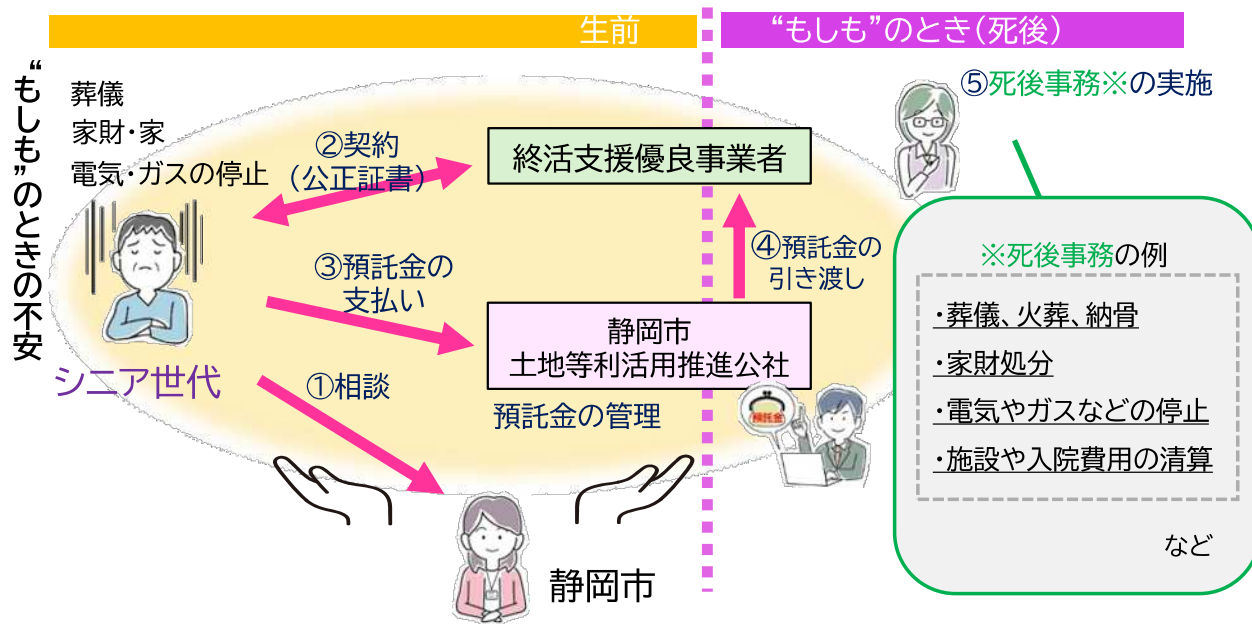 生前
“もしも”のとき(死後)
“もしも”のときの不安
葬儀
家財・家
電気・ガスの停止
②契約
(公正証書)
終活支援優良事業者
⑤死後事務※の実施
③預託金の
支払い
④預託金の
引き渡し
静岡市
土地等利活用推進公社
シニア世代
①相談
預託金の管理
預託金
静岡市
※死後事務の例
・葬儀、火葬、納骨
・家財処分
・電気やガスなどの停止
・施設や入院費用の清算
など